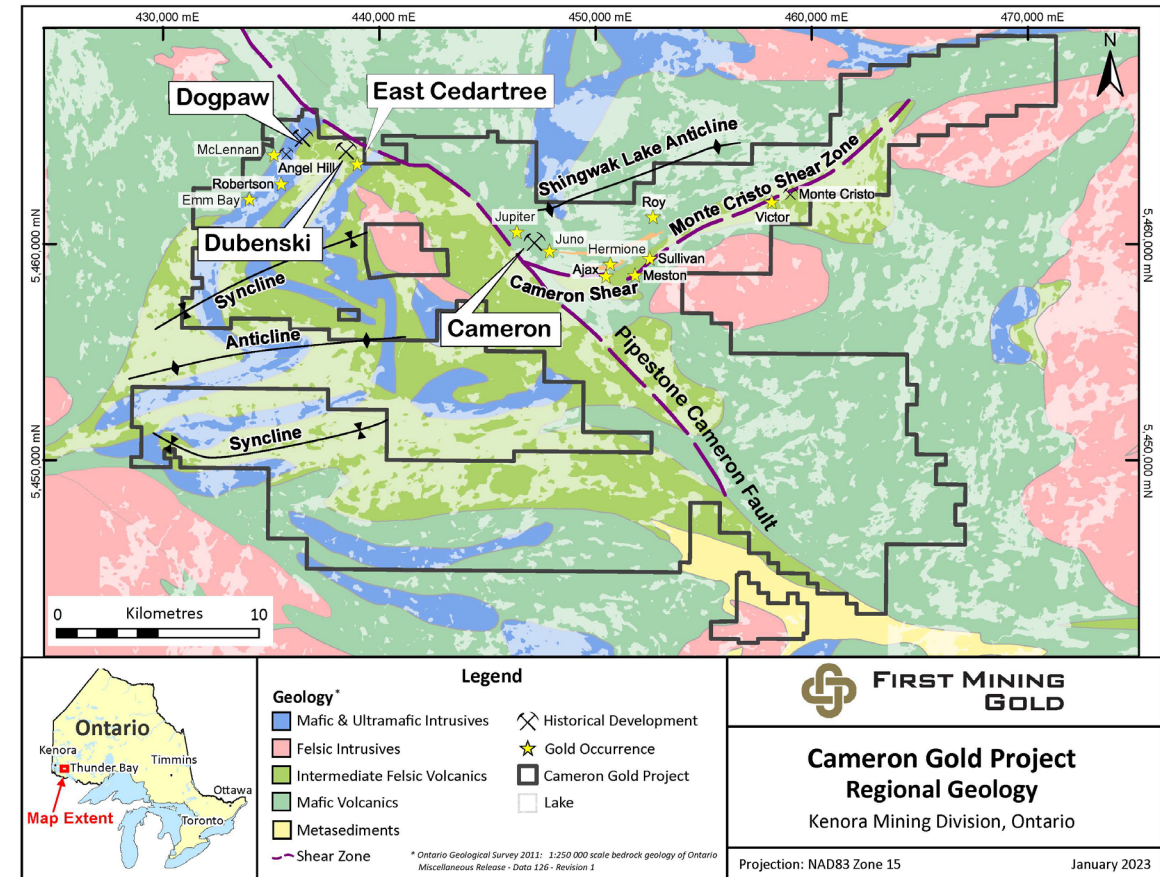 430,000 mE
440,000 mE
450,000 mE
460,000 mE
470,000 mE
N
Dogpaw
East Cedartree
McLennan
Angel Hill
Robertson
Emm Bay
Dubenski
Shingwak Lake Anticline
Monte Cristo Shear Zone
Roy
Monte Cristo
Victor
Jupiter
Juno
Hermione
Sullivan
Ajax
Meston
Cameron Shear
Cameron
5,460,000 mN
5,460,000 mN
Syncline
Anticline
Syncline
Pipestone Cameron Fault
5,450,000 mN
5,450,000 mN
0 Kilometres 10
Ontario
Kenora
Thunder Bay
Timmins
Ottawa
Toronto
Map Extent
Legend
Geology*
Mafic & Ultramafic Intrusives
Felsic Intrusives
Intermediate Felsic Volcanics
Mafic Volcanics
Metasediments
Shear Zone
Historical Development
Gold Occurrence
Cameron Gold Project
Lake
* Ontario Geological Survey 2011: 1:250 000 scale bedrock geology of Ontario
Miscellaneous Release - Data 126 - Revision 1
FIRST MINING
GOLD
Cameron Gold Project
Regional Geology
Kenora Mining Division, Ontario
Projection: NAD83 Zone 15
January 2023